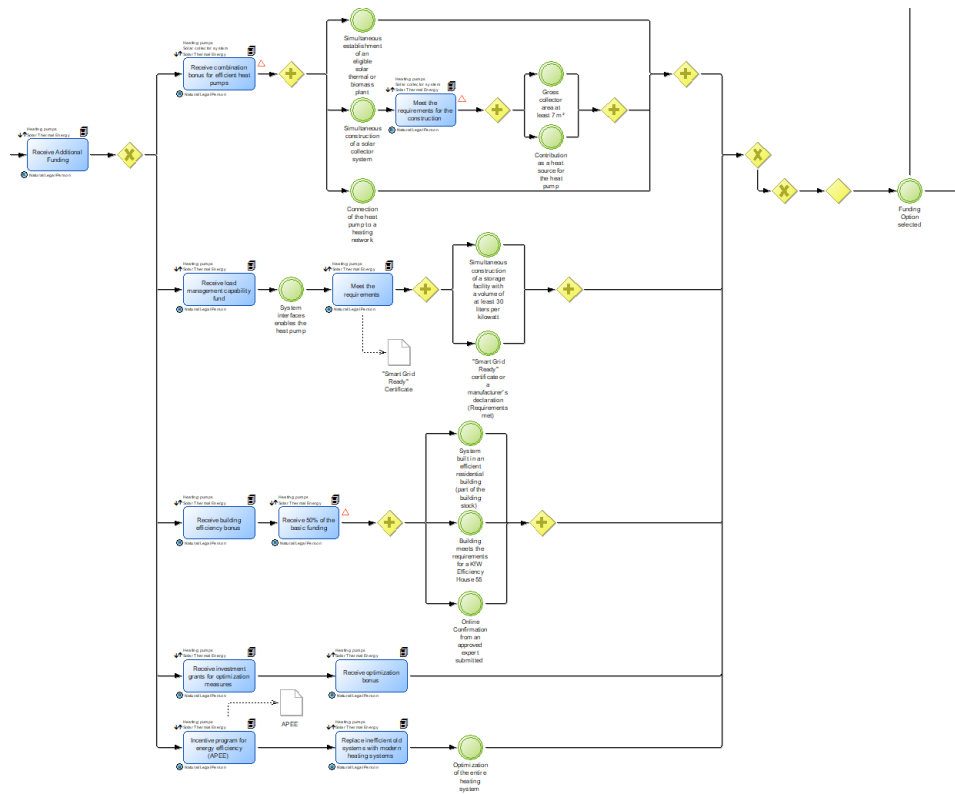 Heating pumps
Solar Thermal Energy
Receive Additional
Funding
Natural Legal Person
Heating pumps
Solar collector system
Solar Thermal Energy
Receive combination
bonus for efficient heat
pumps
Natural Legal Person
Simultaneous
establishment
of an
eligible
solar
thermal or
biomass
plant
Simultaneous
construction
of a solar
collector
system
Heating pumps
Solar collector system
Solar Thermal Energy
Meet the
requirements for the
construction
Natural Legal Person
Gross
collector
area at
least 7 m²
Contribution
as a heat
source for
the heat
pump
Connection
of the heat
pump to a
heating
network
Funding
Option
selected
Heating pumps
Solar Thermal Energy
Receive load
management capability
fund
Natural Legal Person
System
interfaces
enables the
heat pump
Heating pumps
Solar Thermal Energy
Meet the
requirements
Natural Legal Person
"Smart Grid
Ready"
Certificate
Simultaneous
construction
of a storage
facility with
a volume of
at least 30
liters per
kilowatt
"Smart Grid
Ready"
certificate or
a
manufacturer's
declaration
(Requirements
met)
Heating pumps
Solar Thermal Energy
Receive building
efficiency bonus
Natural Legal Person
Heating pumps
Solar Thermal Energy
Receive 50% of the
basic funding
Natural Legal Person
System
built in an
efficient
residential
building
(part of the
building
stock)
Building
meets the
requirements
for a KfW
Efficiency
House 55
Online
Confirmation
from an
approved
expert
submitted
Heating pumps
Solar Thermal Energy
Receive investment
grants for optimization
measures
Natural Legal Person
Heating pumps
Solar Thermal Energy
Receive optimization
bonus
Natural Legal Person
APEE
Heating pumps
Solar Thermal Energy
Incentive program for
energy efficiency
(APEE)
Natural Legal Person
Heating pumps
Solar Thermal Energy
Replace inefficient old
systems with modern
heating systems
Natural Legal Person
Optimization
of the entire
heating
system